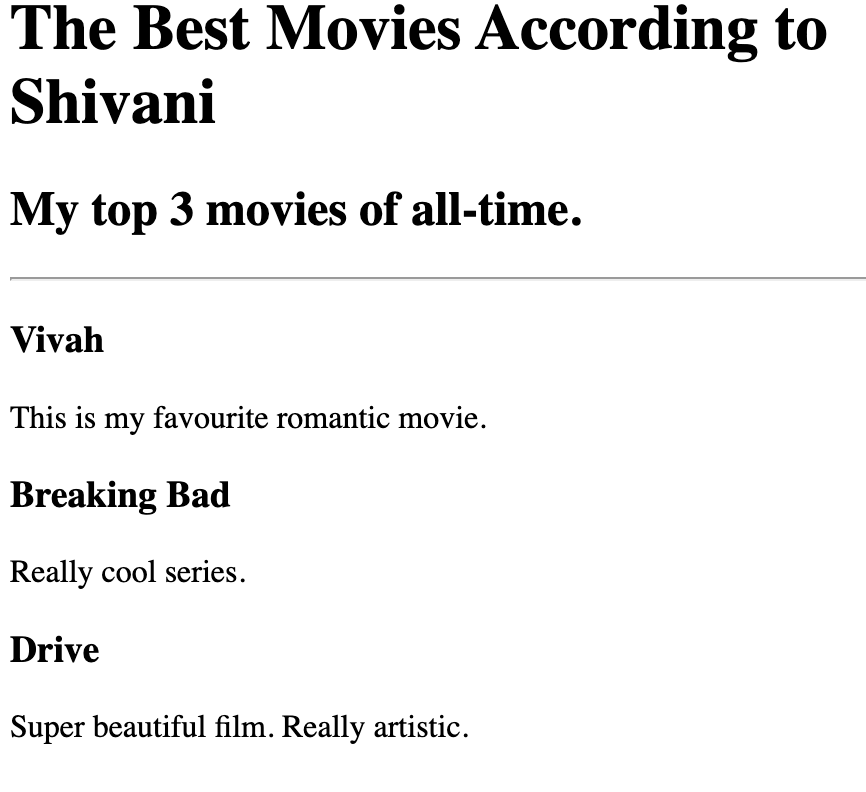 The Best Movies According to
Shivani
My top 3 movies of all-time.
Vivah
This is my favourite romantic movie.
Breaking Bad
Really cool series.
Drive
Super beautiful film. Really artistic.